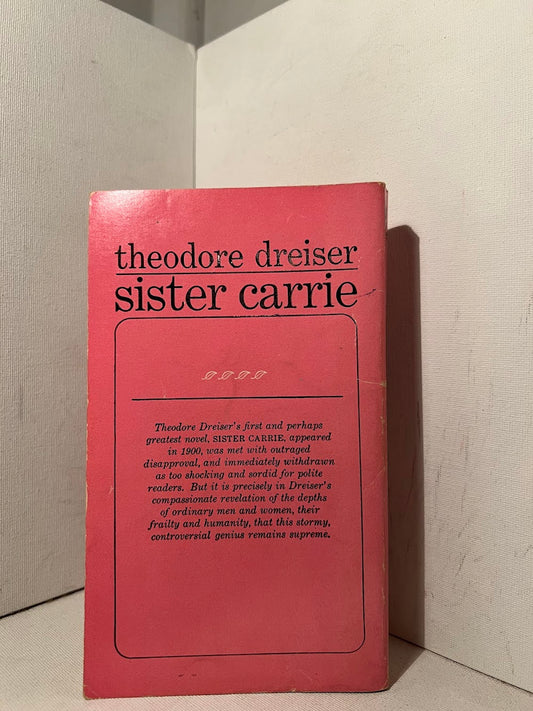 theodore dreiser
sister carrie
Theodore Dreiser's first and perhaps
greatest novel, SISTER CARRIE, appeared
in 1900, was met with outraged
disapproval, and immediately withdrawn
as too shocking and sordid for polite
readers. But it is precisely in Dreiser's
compassionate revelation of the depths
of ordinary men and women, their
frailty and humanity, that this stormy,
controversial genius remains supreme.